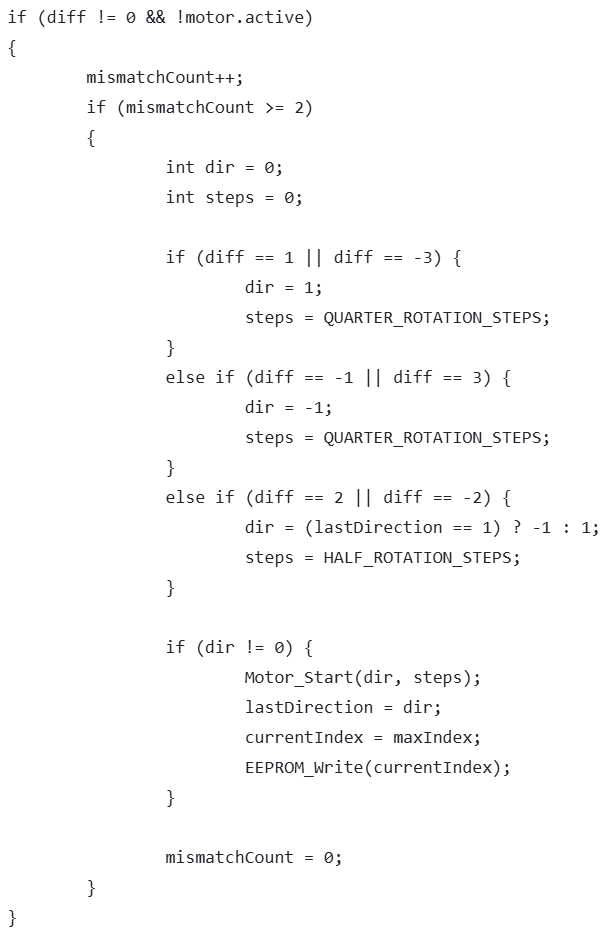 if (diff != 0 && !motor.active)
{
        mismatchCount++;
        if (mismatchCount >= 2)
        {
                int dir = 0;
                int steps = 0;

                if (diff == 1 || diff == -3) {
                        dir = 1;
                        steps = QUARTER_ROTATION_STEPS;
                }
                else if (diff == -1 || diff == 3) {
                        dir = -1;
                        steps = QUARTER_ROTATION_STEPS;
                }
                else if (diff == 2 || diff == -2) {
                        dir = (lastDirection == 1) ? -1 : 1;
                        steps = HALF_ROTATION_STEPS;
                }

                if (dir != 0) {
                        Motor_Start(dir, steps);
                        lastDirection = dir;
                        currentIndex = maxIndex;
                        EEPROM_Write(currentIndex);
                }

                mismatchCount = 0;
        }
}